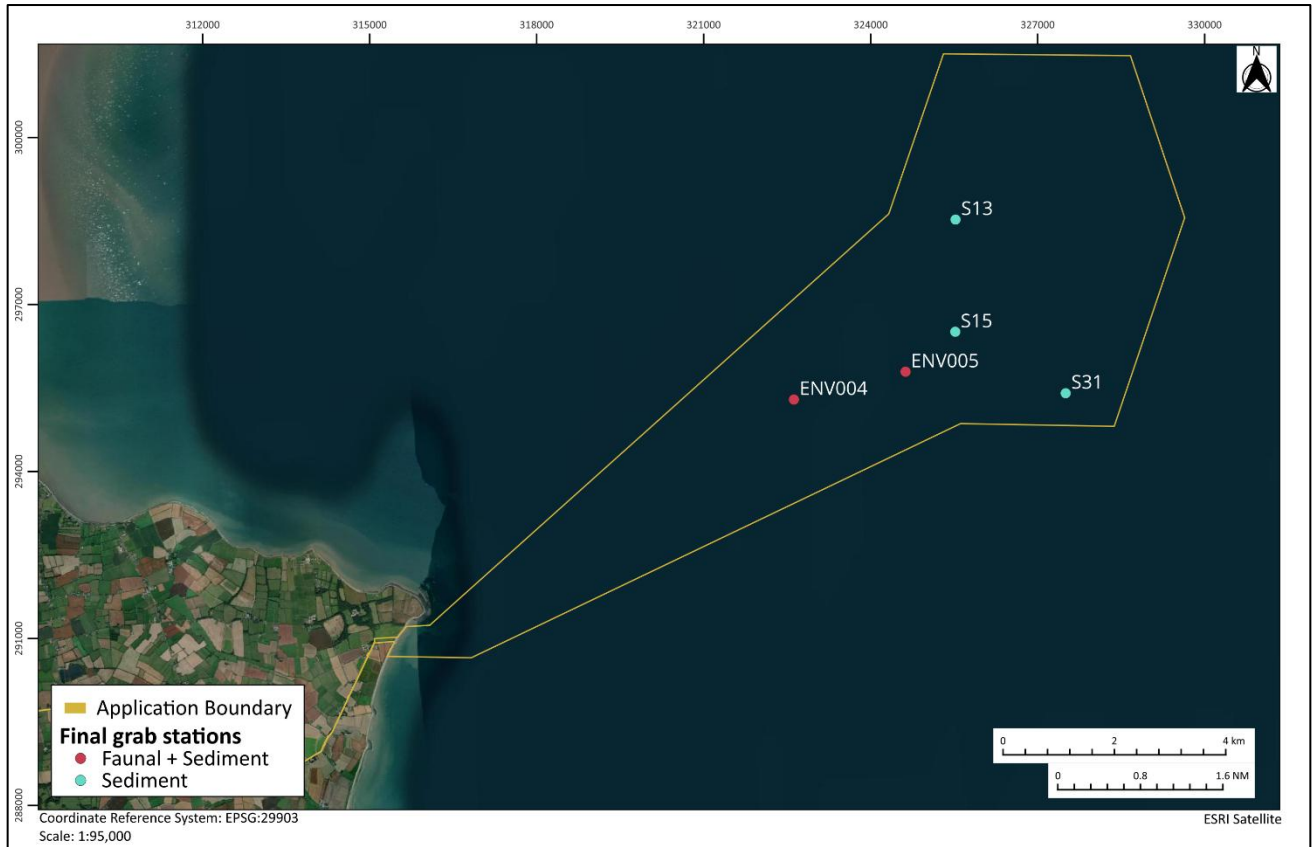 312000 315000 318000 321000 324000 327000 330000
N
300000
297000
294000
291000
288000
S13
S15
ENV005
ENV004
S31
Application Boundary
Final grab stations
Faunal + Sediment
Sediment
0 2 4 km
0 0.8 1.6 NM
Coordinate Reference System: EPSG:29903
Scale: 1:95,000
ESRI Satellite